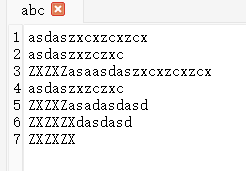 abc
1 asdaszxcxzcxzcx
2 asdaszxzczxc
3 ZXZXZasaasdaszxcxzcxzcx
4 asdaszxzczxc
5 ZXZXZasadasdasd
6 ZXZXZXdasdasd
7 ZXZXZX